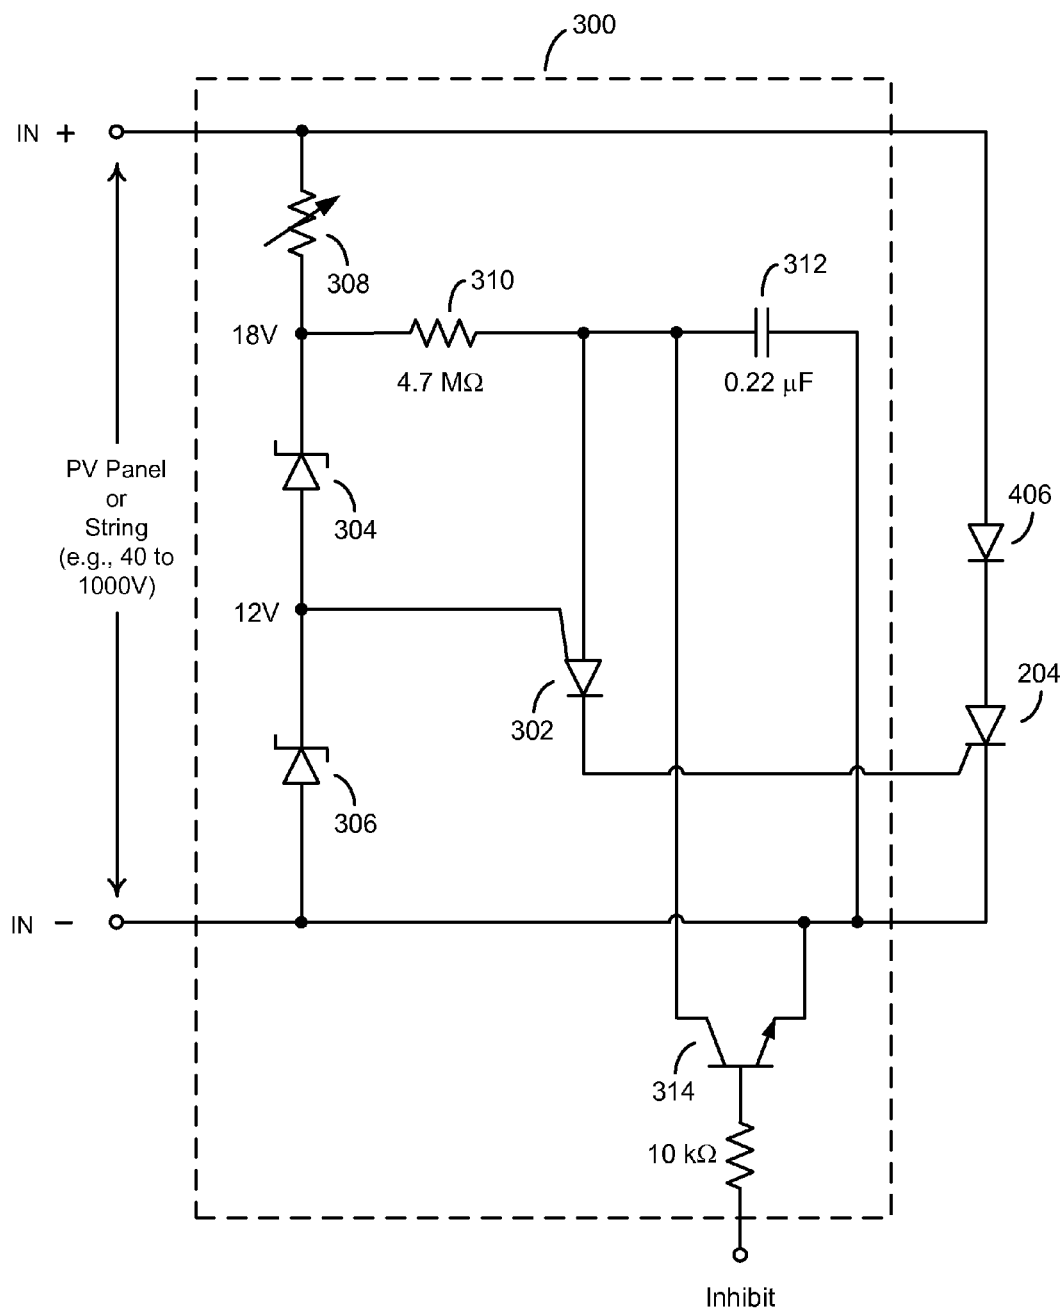 300
IN +
308
310
312
18V
4.7 MΩ
0.22 μF
PV Panel
or
String
(e.g., 40 to
1000V)
304
406
12V
302
204
306
IN −
314
10 kΩ
Inhibit